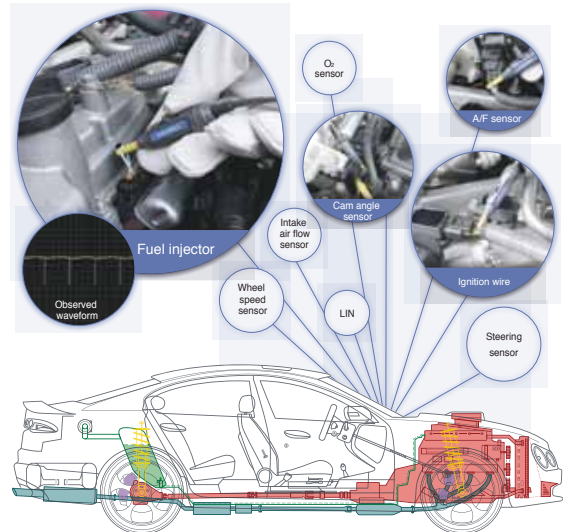 O₂
sensor
A/F sensor
Cam angle
sensor
Fuel injector
Intake
air flow
sensor
Ignition wire
Observed
waveform
Wheel
speed
sensor
LIN
Steering
sensor